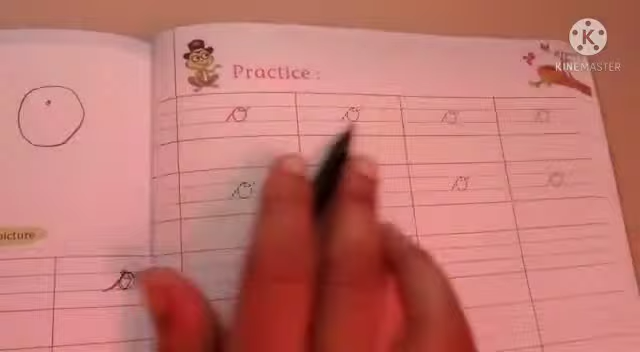 Practice :
o o o o
o o o
picture
o
K
KINEMASTER